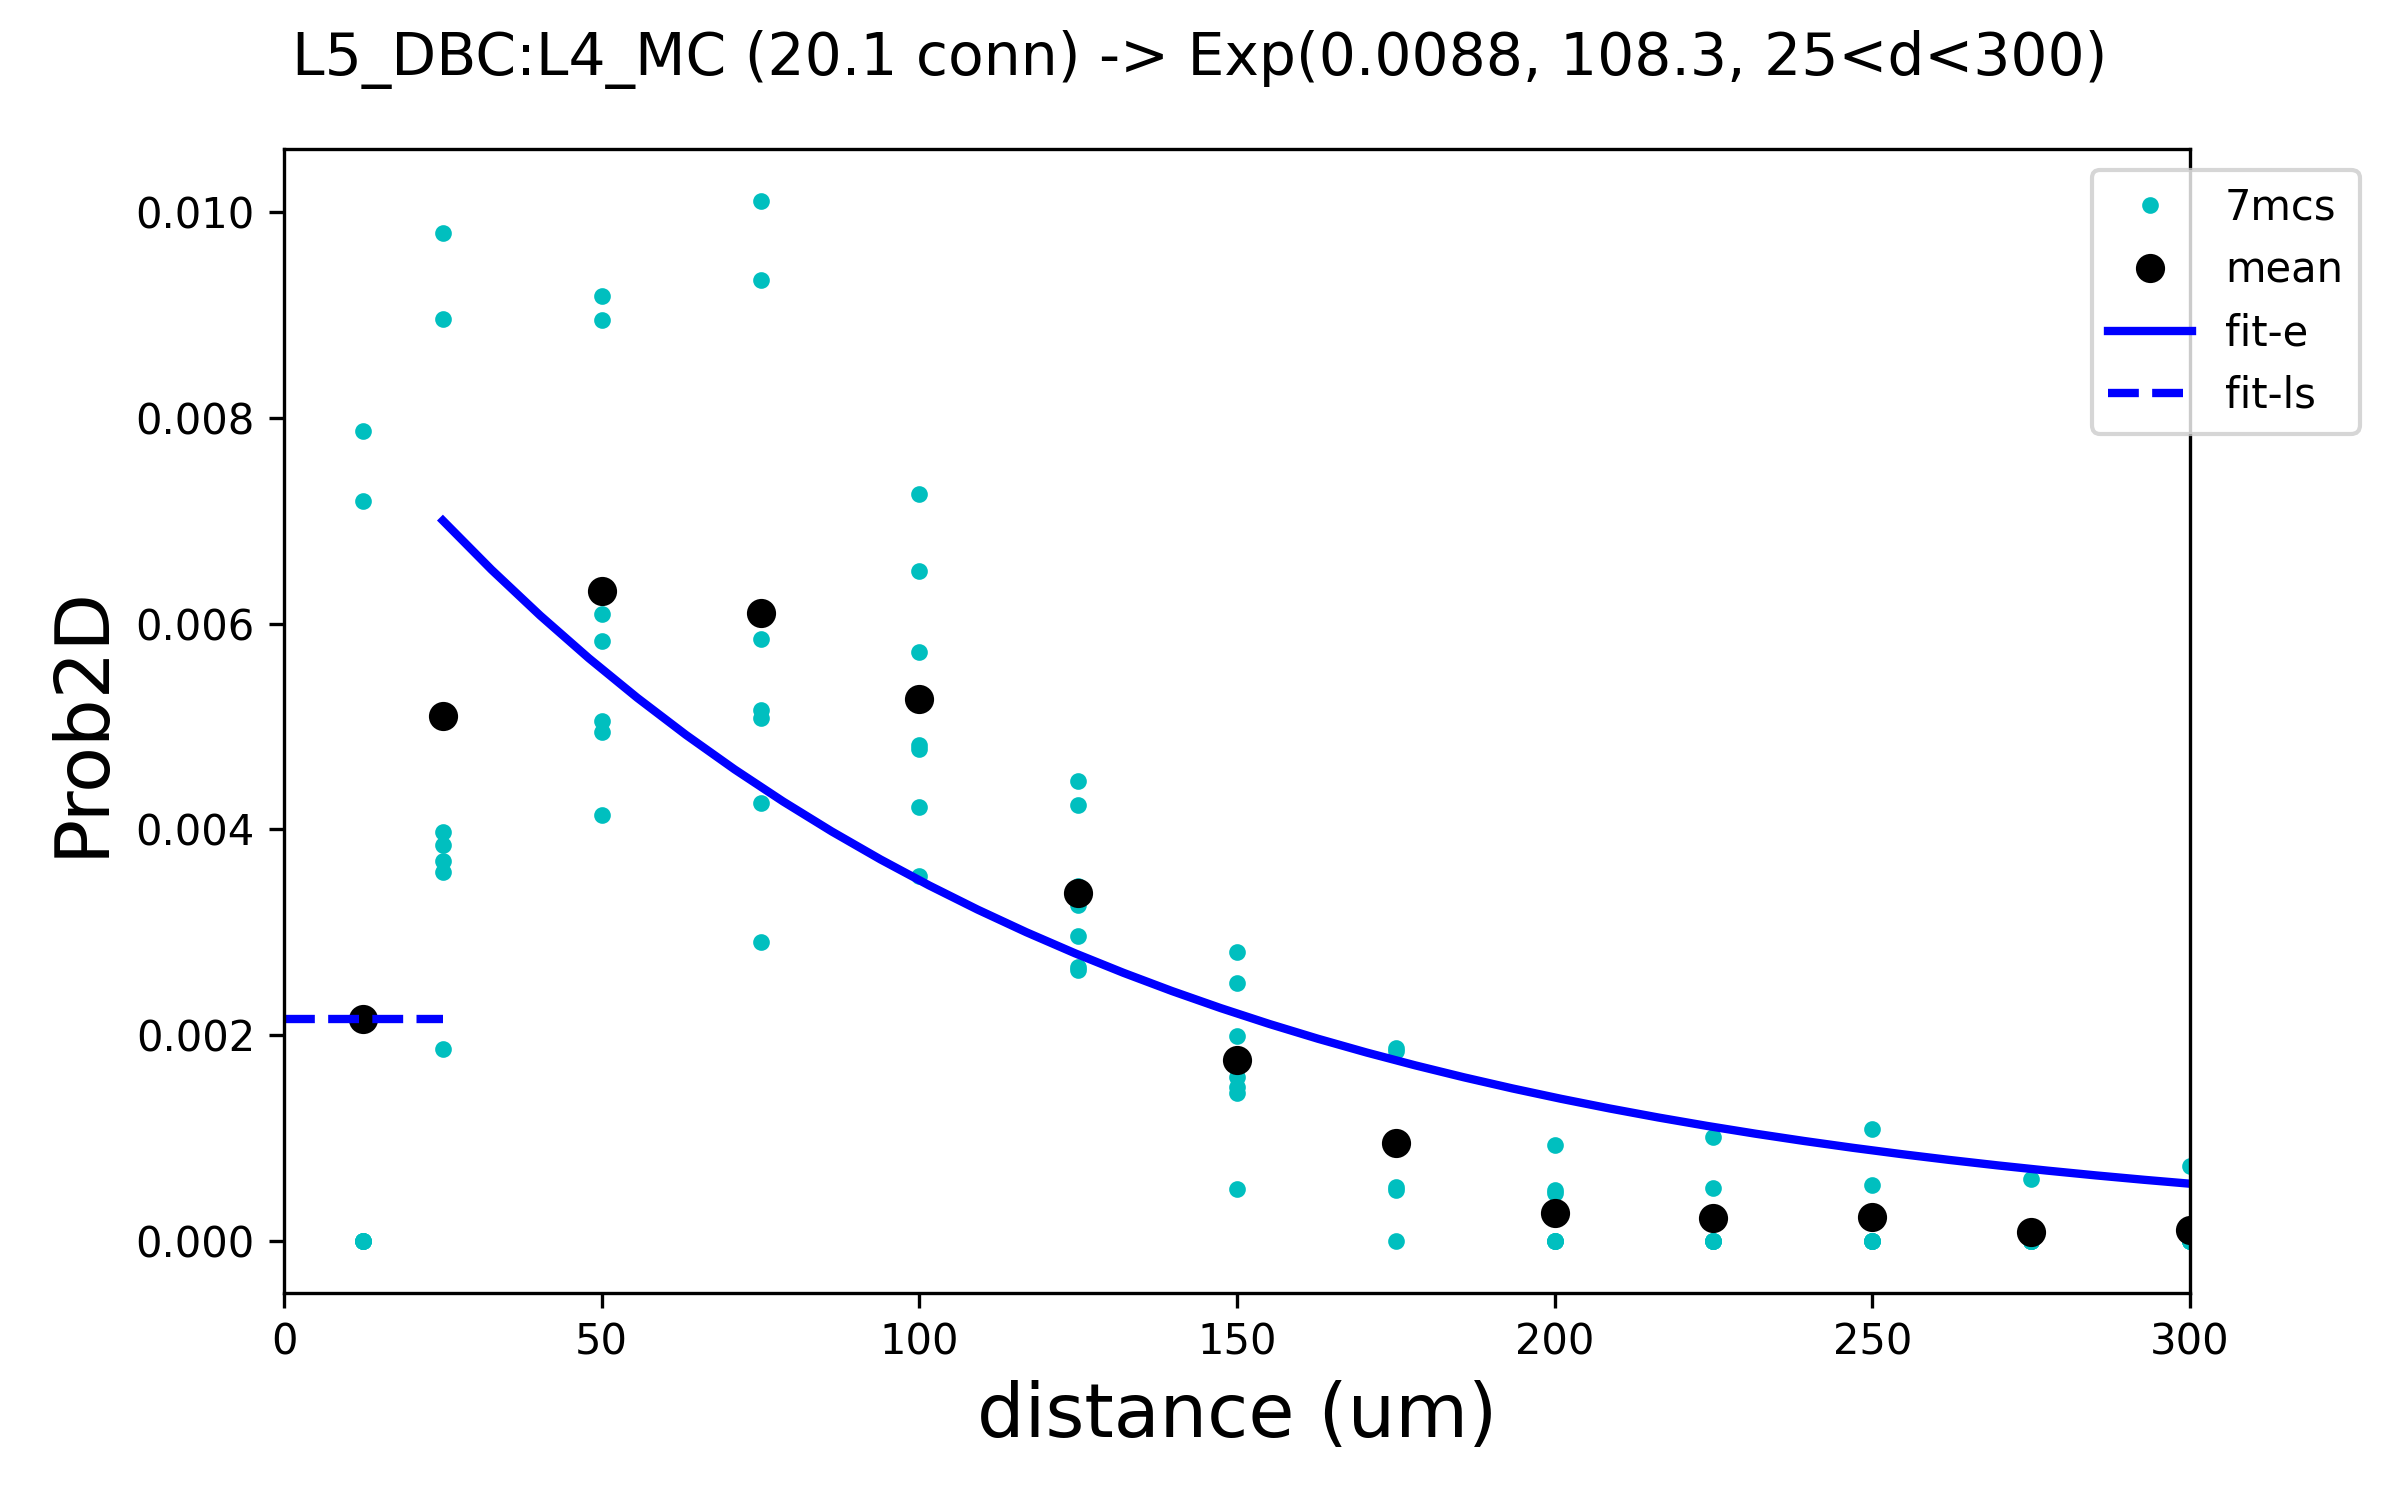 L5_DBC:L4_MC (20.1 conn) -> Exp(0.0088, 108.3, 25<d<300)
7mcs
mean
fit-e
fit-ls
Prob2D
0.010
0.008
0.006
0.004
0.002
0.000
0 50 100 150 200 250 300
distance (um)